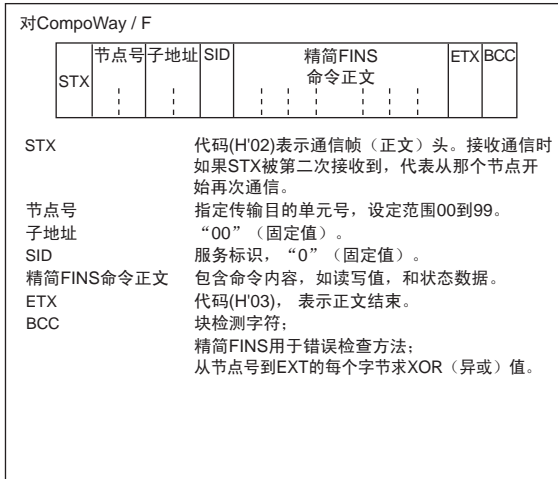 对CompoWay / F
STX 节点号 子地址 SID 精简FINS ETX BCC
命令正文
STX 代码(H'02)表示通信帧（正文）头。接收通信时
如果STX被第二次接收到，代表从那个节点开
始再次通信。
节点号 指定传输目的单元号，设定范围00到99。
子地址 “00”（固定值）。
SID 服务标识，“0”（固定值）。
精简FINS命令正文 包含命令内容，如读写值，和状态数据。
ETX 代码(H'03)， 表示正文结束。
BCC 块检测字符；
精简FINS用于错误检查方法；
从节点号到EXT的每个字节求XOR（异或）值。